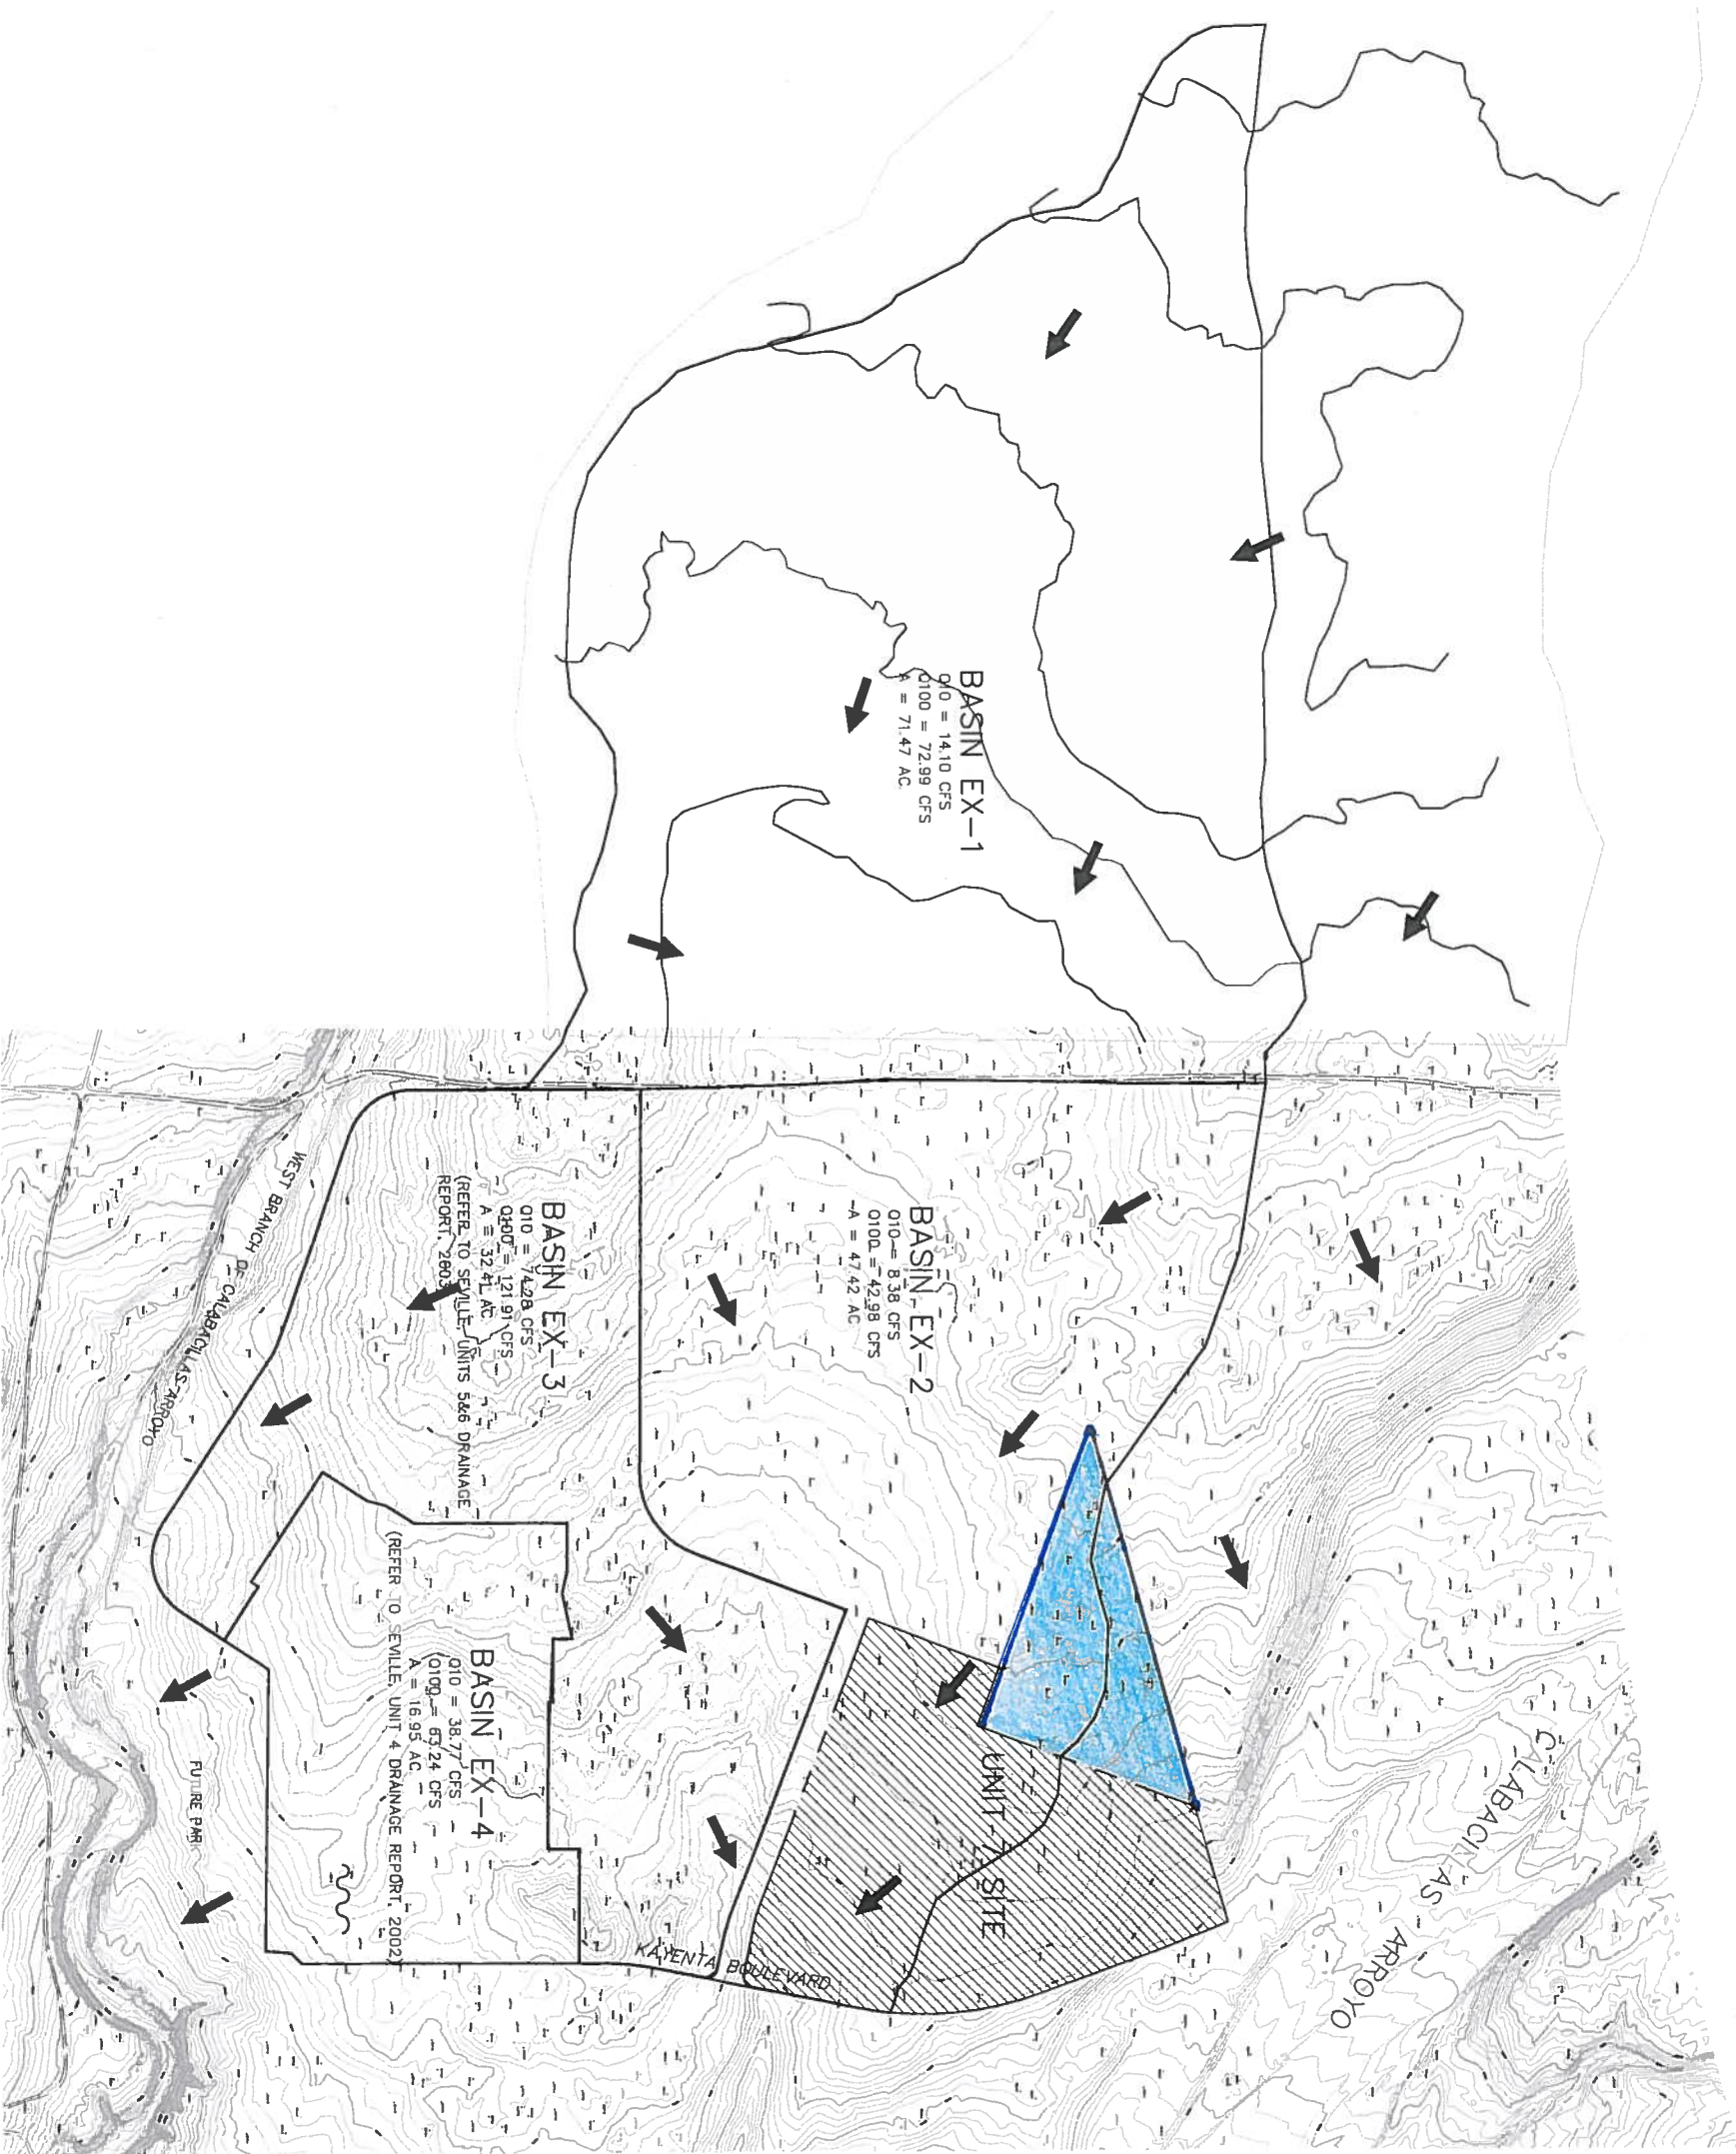 BASIN EX-1
Q10 = 14.10 CFS
Q100 = 72.99 CFS
A = 71.47 AC.
BASIN EX-2
Q10 = 8.38 CFS
Q100 = 42.98 CFS
A = 47.42 AC
BASIN EX-3
Q10 = 74.28 CFS
Q100 = 121.91 CFS
A = 32.41 AC
(REFER TO SEVILLE, UNITS 5&6 DRAINAGE
REPORT, 2003
BASIN EX-4
Q10 = 38.77 CFS
Q100 = 63.24 CFS
A = 16.95 AC
(REFER TO SEVILLE, UNIT 4 DRAINAGE REPORT, 2002)
WEST BRANCH OF CALABACILLAS ARROYO
FUTURE PARK
UNIT-7 SITE
KAYENTA BOULEVARD
CALABACILLAS ARROYO